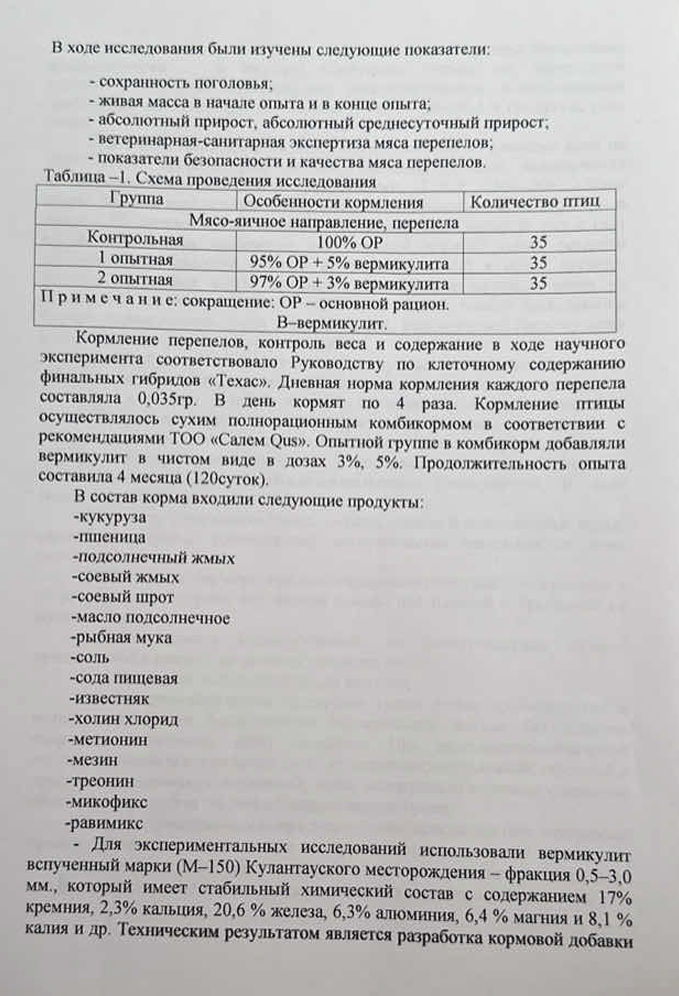 В ходе исследования были изучены следующие показатели:
- сохранность поголовья;
- живая масса в начале опыта и в конце опыта;
- абсолютный прирост, абсолютный среднесуточный прирост;
- ветеринарная-санитарная экспертиза мяса перепелов;
- показатели безопасности и качества мяса перепелов.
Таблица –1. Схема проведения исследования
Группа Особенности кормления Количество птиц
Мясо-яичное направление, перепела
Контрольная 100% ОР 35
1 опытная 95% ОР + 5% вермикулита 35
2 опытная 97% ОР + 3% вермикулита 35
П р и м е ч а н и е: сокращение: ОР – основной рацион.
В–вермикулит.
Кормление перепелов, контроль веса и содержание в ходе научного
эксперимента соответствовало Руководству по клеточному содержанию
финальных гибридов «Техас». Дневная норма кормления каждого перепела
составляла 0,035гр. В день кормят по 4 раза. Кормление птицы
осуществлялось сухим полнорационным комбикормом в соответствии с
рекомендациями ТОО «Салем Qus». Опытной группе в комбикорм добавляли
вермикулит в чистом виде в дозах 3%, 5%. Продолжительность опыта
составила 4 месяца (120суток).
В состав корма входили следующие продукты:
-кукуруза
-пшеница
-подсолнечный жмых
-соевый жмых
-соевый шрот
-масло подсолнечное
-рыбная мука
-соль
-сода пищевая
-известняк
-холин хлорид
-метионин
-мезин
-треонин
-микофикс
-равимикс
- Для экспериментальных исследований использовали вермикулит
вспученный марки (М–150) Кулантауского месторождения – фракция 0,5–3,0
мм., который имеет стабильный химический состав с содержанием 17%
кремния, 2,3% кальция, 20,6 % железа, 6,3% алюминия, 6,4 % магния и 8,1 %
калия и др. Техническим результатом является разработка кормовой добавки